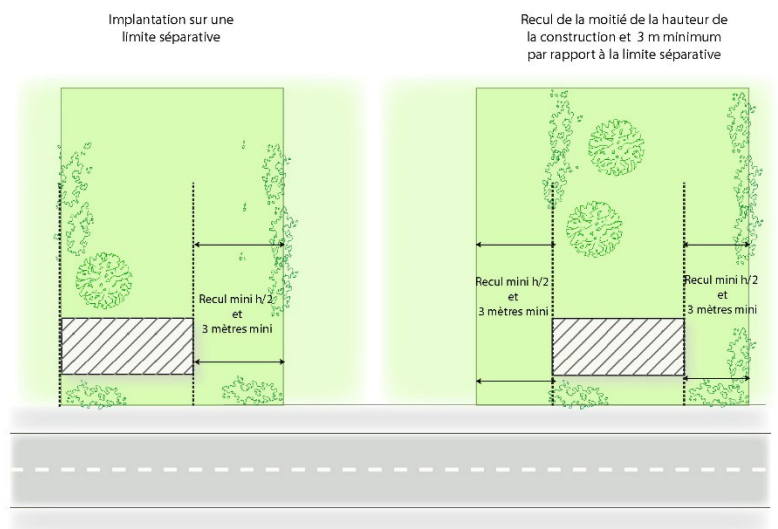 Implantation sur une
limite séparative
Recul de la moitié de la hauteur de
la construction et 3 m minimum
par rapport à la limite séparative
Recul mini h/2
et
3 mètres mini
Recul mini h/2
et
3 mètres mini
Recul mini h/2
et
3 mètres mini